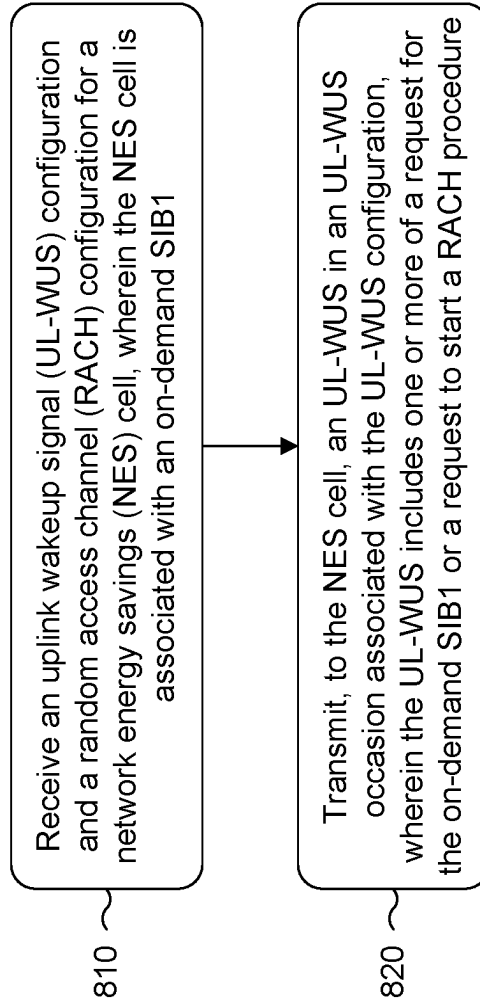 810
Receive an uplink wakeup signal (UL-WUS) configuration
and a random access channel (RACH) configuration for a
network energy savings (NES) cell, wherein the NES cell is
associated with an on-demand SIB1
820
Transmit, to the NES cell, an UL-WUS in an UL-WUS
occasion associated with the UL-WUS configuration,
wherein the UL-WUS includes one or more of a request for
the on-demand SIB1 or a request to start a RACH procedure